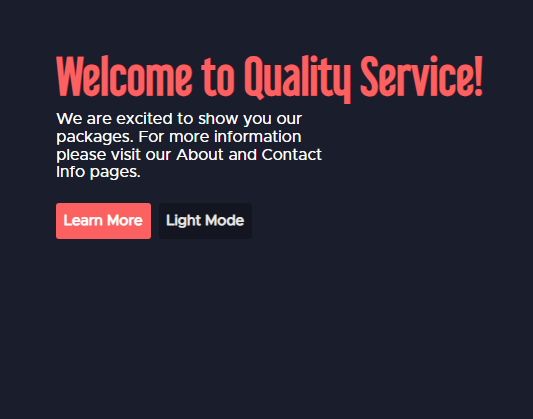 Welcome to Quality Service!
We are excited to show you our
packages. For more information
please visit our About and Contact
Info pages.
Learn More
Light Mode